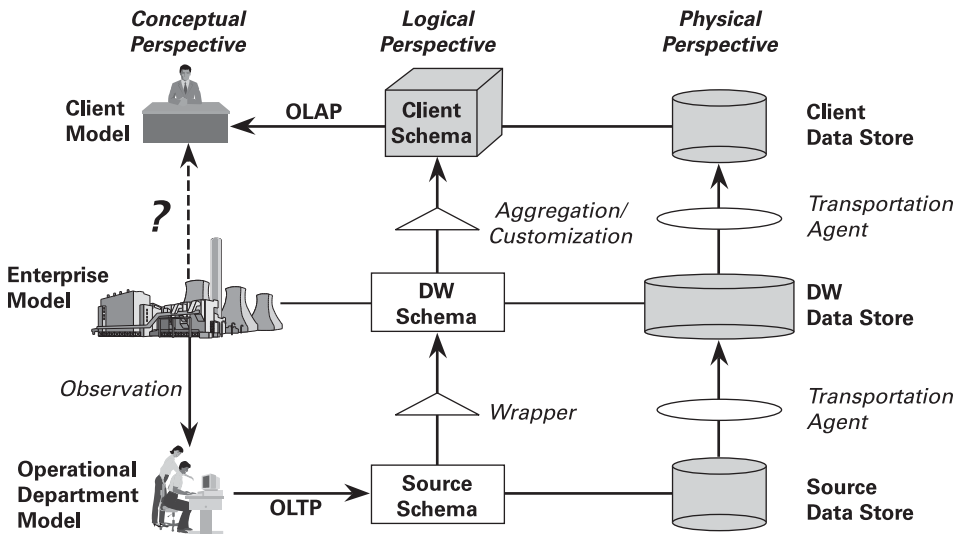 Conceptual
Perspective
Logical
Perspective
Physical
Perspective
Client
Model
OLAP
Client
Schema
Client
Data Store
?
Aggregation/
Customization
Transportation
Agent
Enterprise
Model
DW
Schema
DW
Data Store
Observation
Wrapper
Transportation
Agent
Operational
Department
Model
OLTP
Source
Schema
Source
Data Store